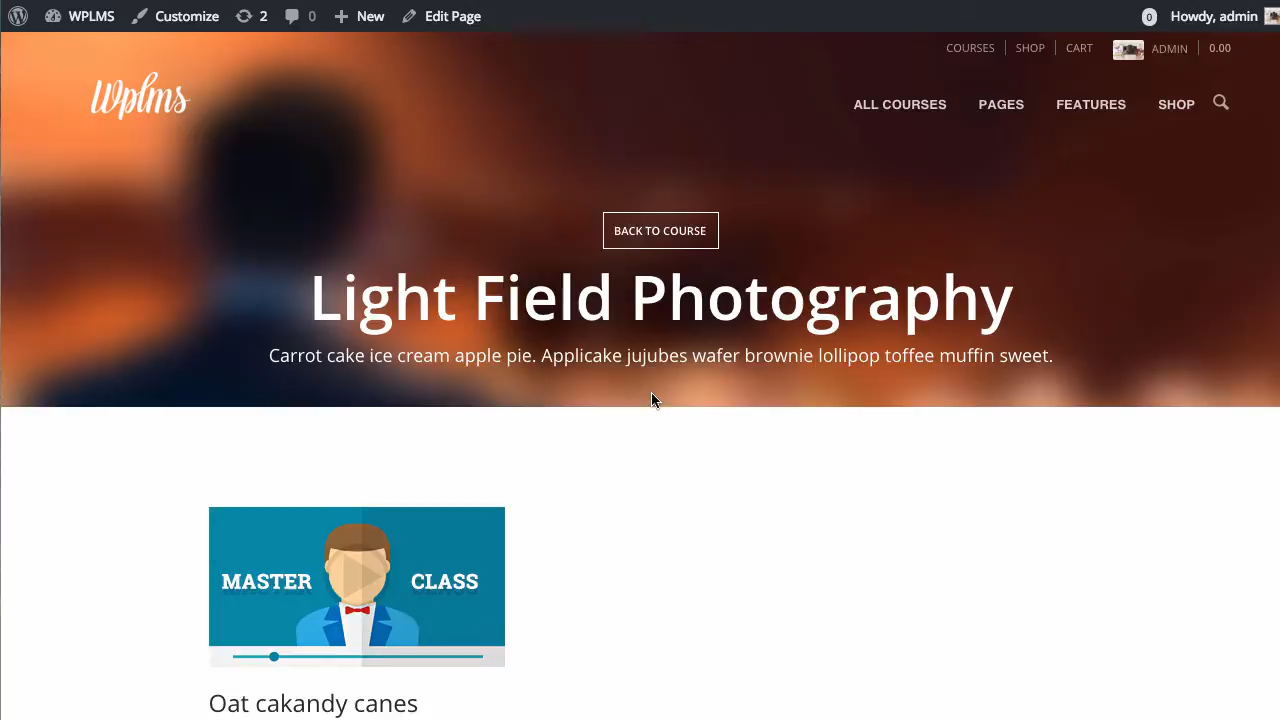 WPLMS Customize 2 0 New Edit Page 0 Howdy, admin
COURSES SHOP CART ADMIN 0.00
Wplms
ALL COURSES PAGES FEATURES SHOP
BACK TO COURSE
Light Field Photography
Carrot cake ice cream apple pie. Applicake jujubes wafer brownie lollipop toffee muffin sweet.
MASTER CLASS
Oat cakandy canes